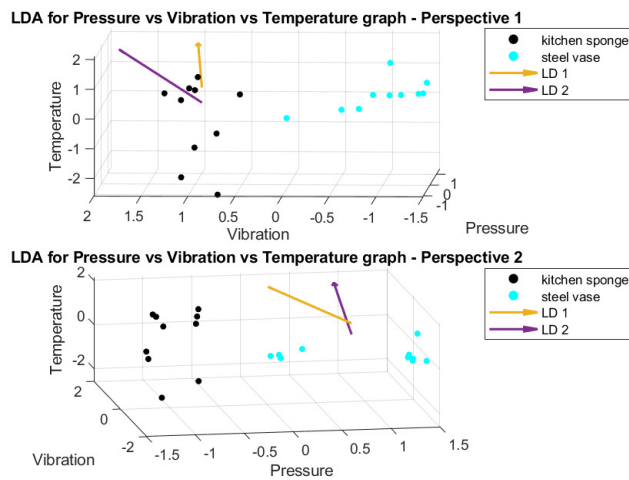 LDA for Pressure vs Vibration vs Temperature graph - Perspective 1
kitchen sponge
steel vase
LD 1
LD 2
Temperature
2
1
0
-1
-2
2
1.5
1
0.5
0
-0.5
-1
-1.5
Vibration
1
0
-1
Pressure
LDA for Pressure vs Vibration vs Temperature graph - Perspective 2
kitchen sponge
steel vase
LD 1
LD 2
Temperature
2
0
-2
2
0
-2
Vibration
-1.5
-1
-0.5
0
0.5
1
1.5
Pressure